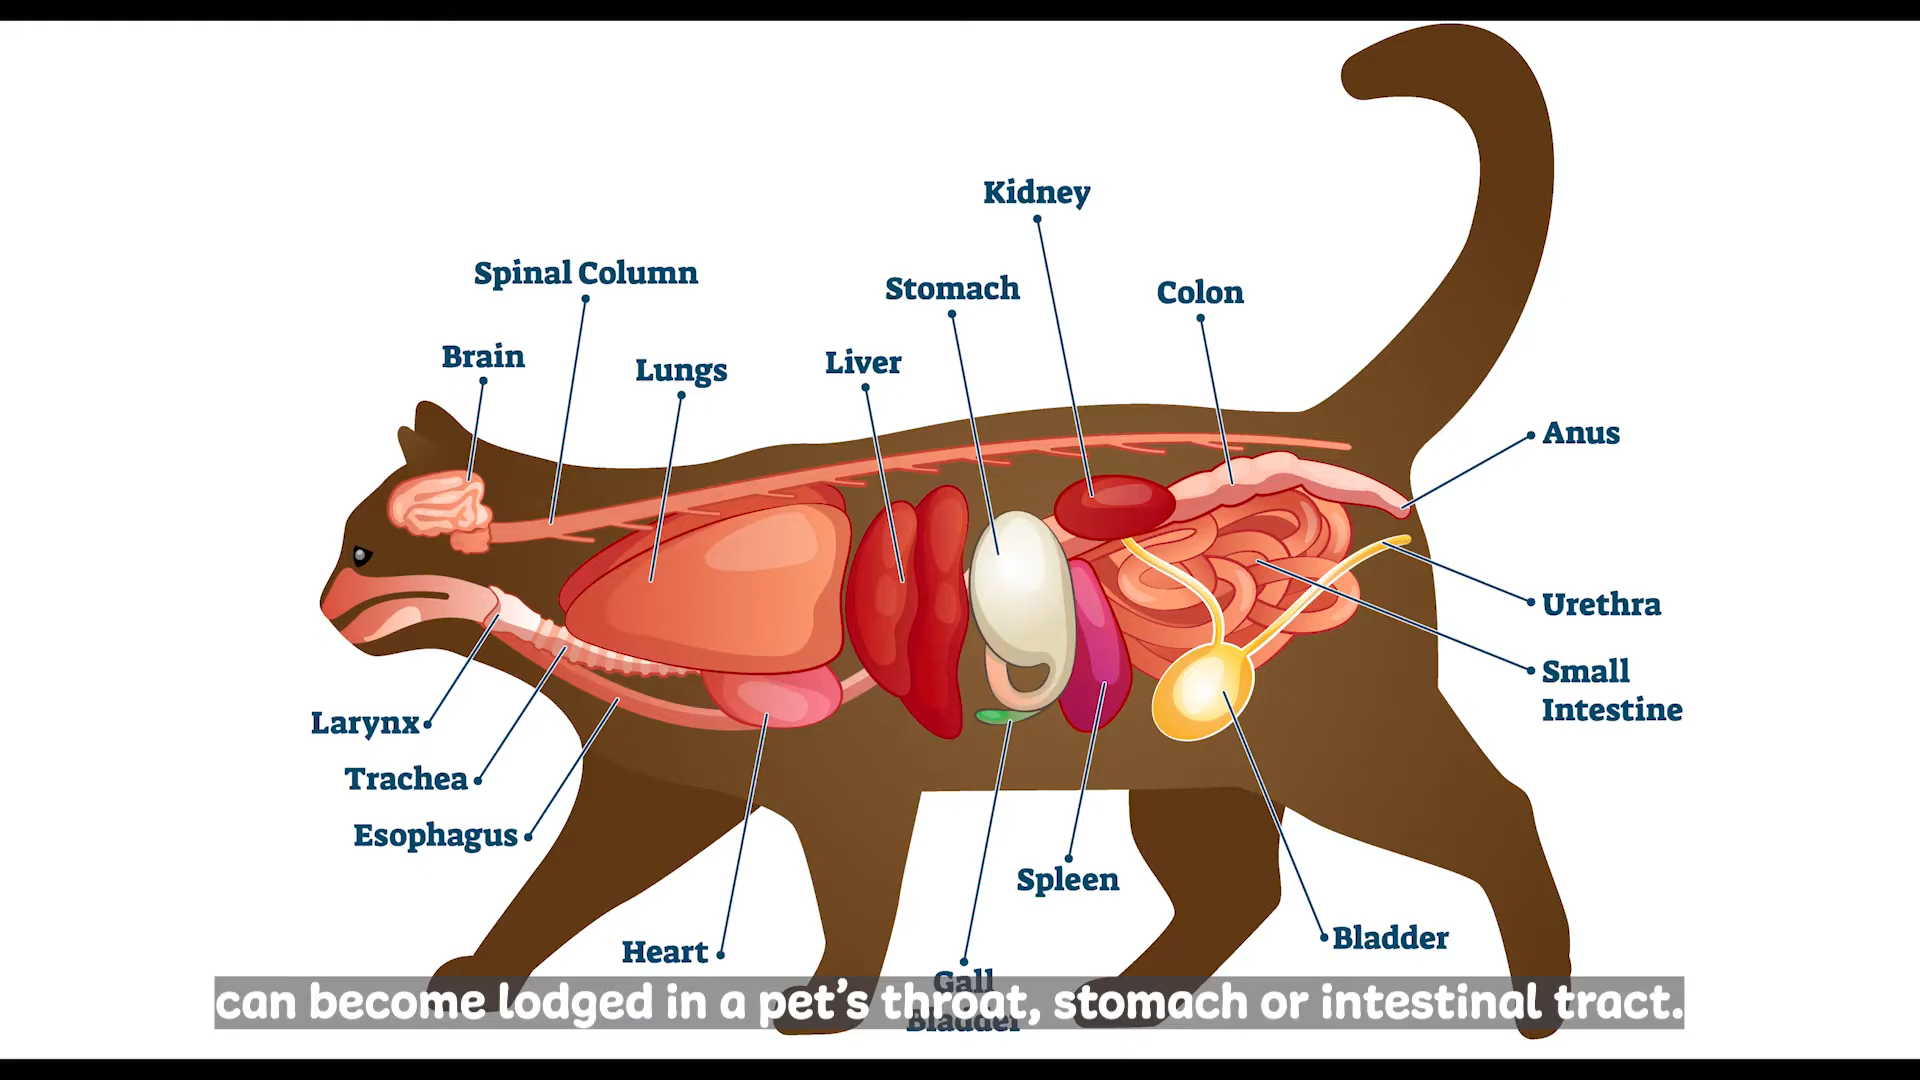 Kidney
Spinal Column
Stomach
Colon
Brain
Lungs
Liver
Anus
Urethra
Small
Intestine
Larynx
Trachea
Esophagus
Spleen
Heart
Bladder
Gall
Bladder
can become lodged in a pet's throat, stomach or intestinal tract.